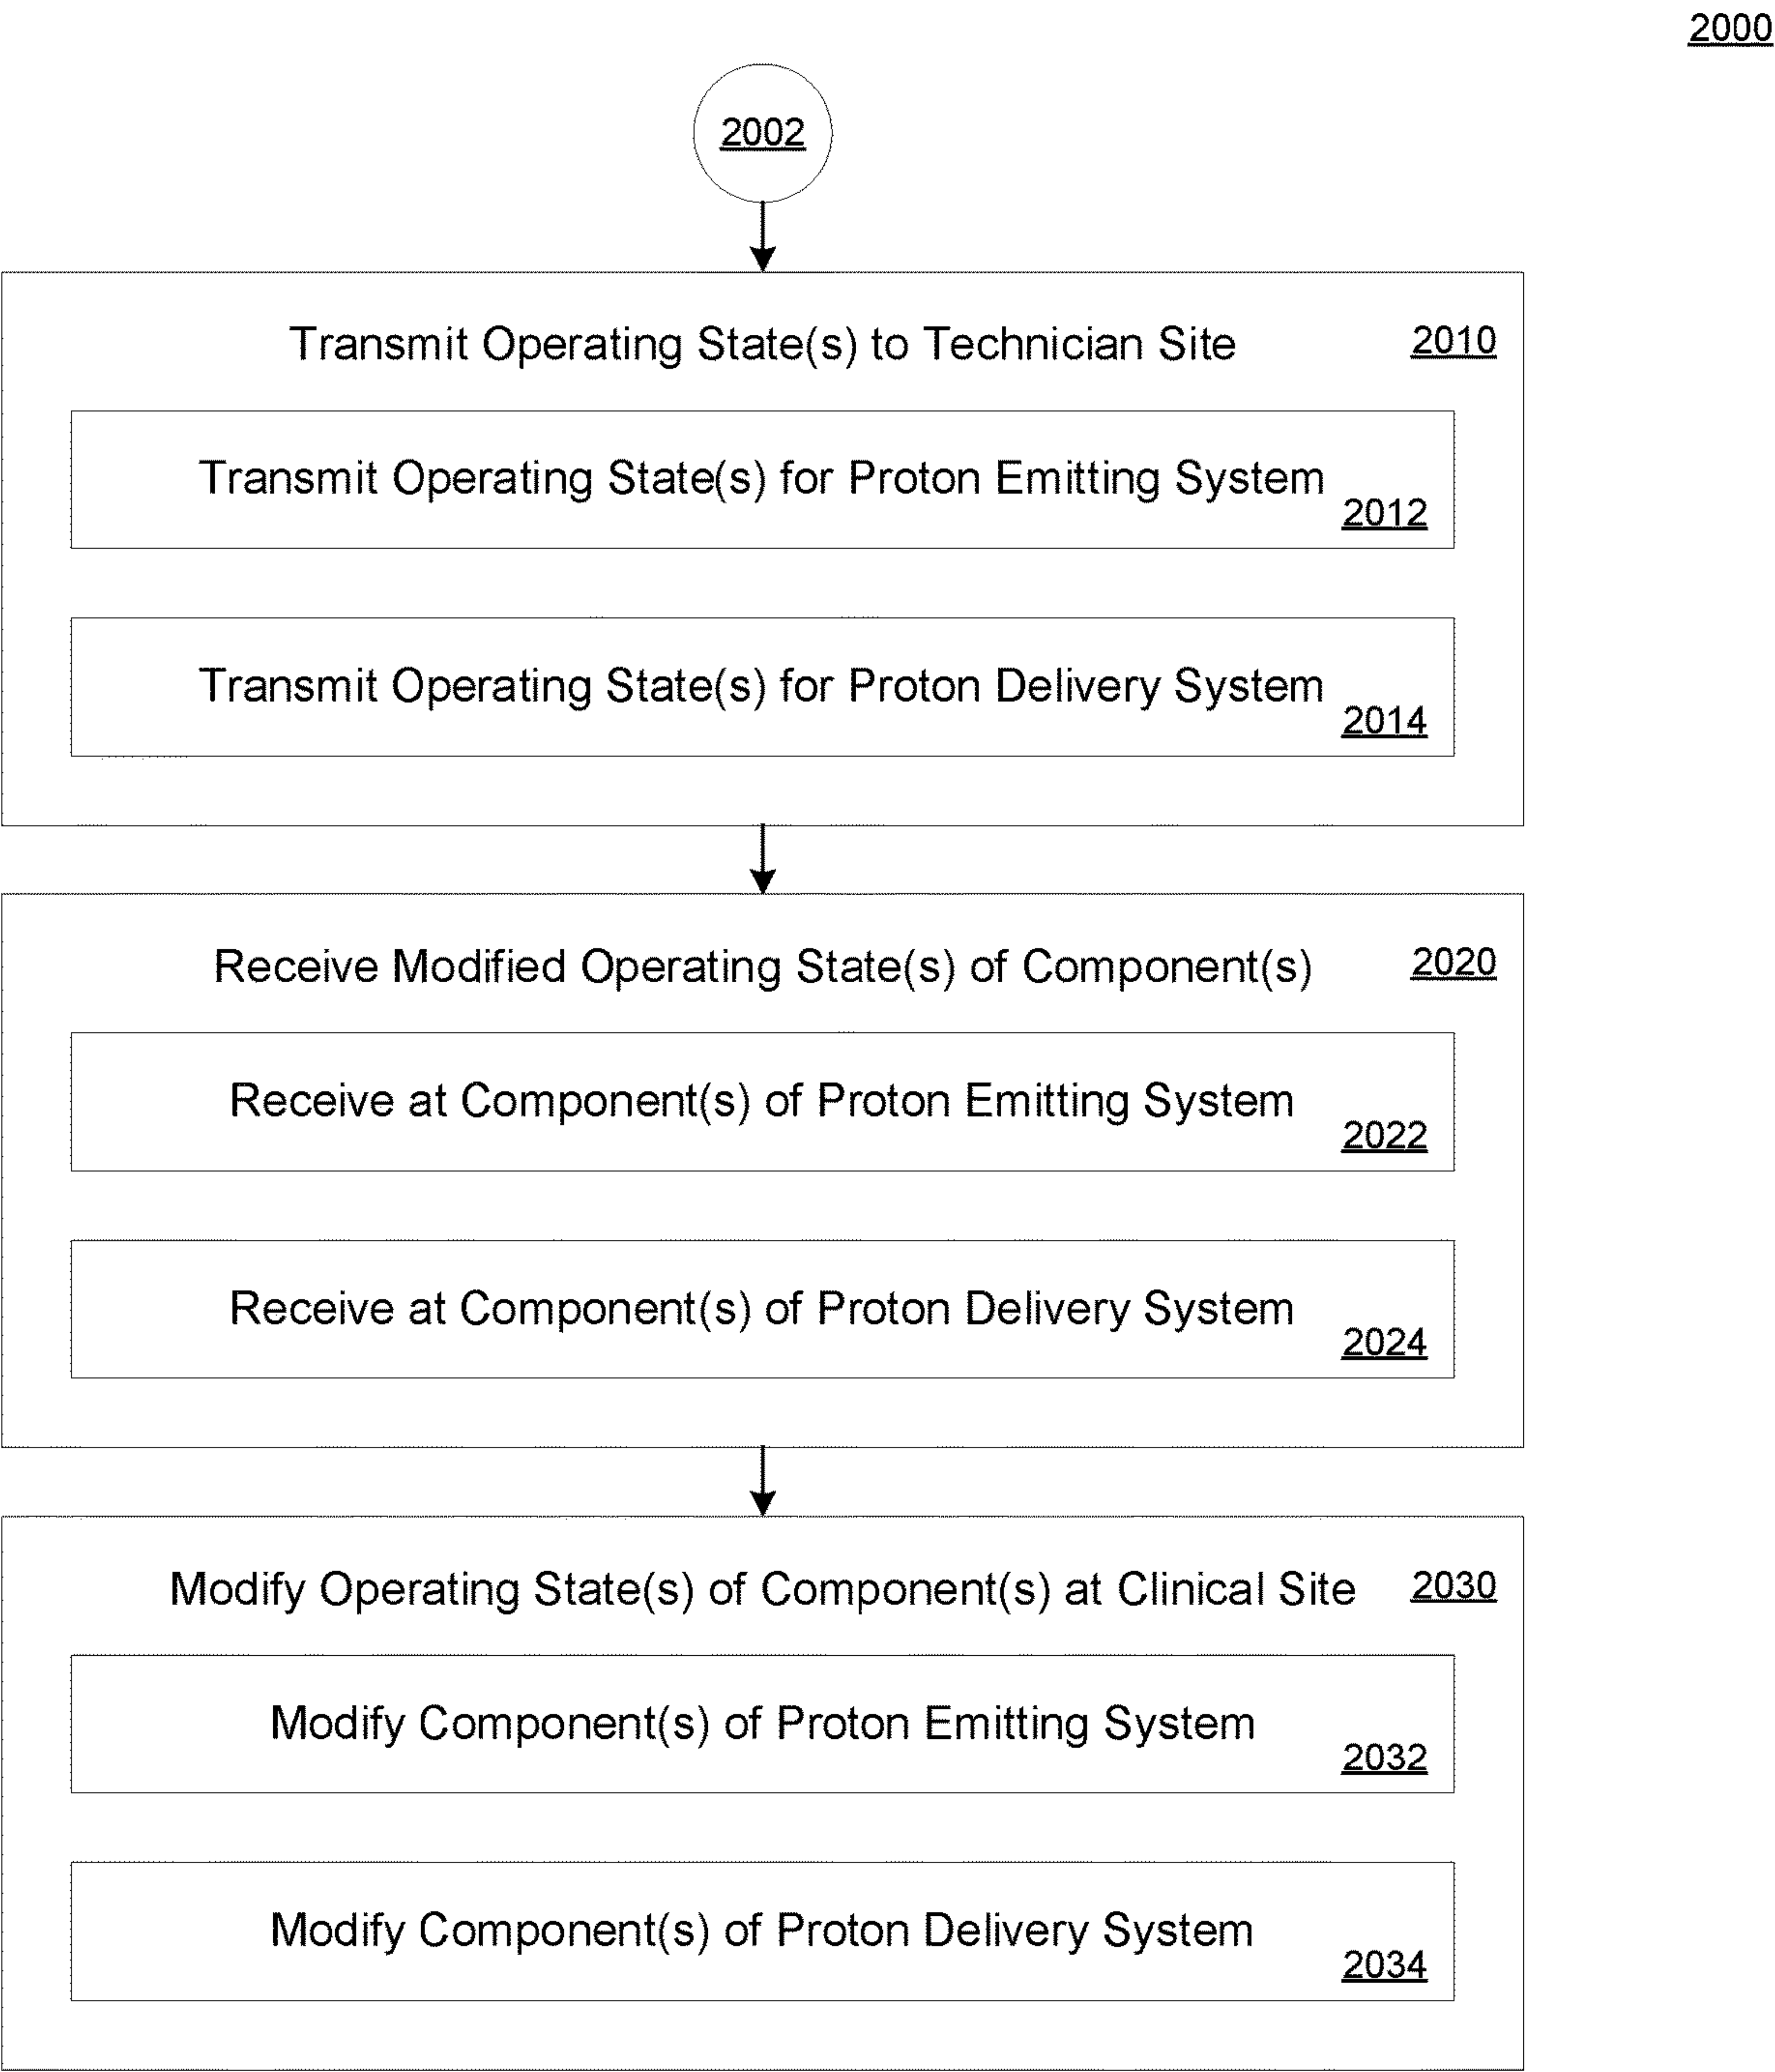 2000
2002
Transmit Operating State(s) to Technician Site 2010
Transmit Operating State(s) for Proton Emitting System
2012
Transmit Operating State(s) for Proton Delivery System
2014
Receive Modified Operating State(s) of Component(s) 2020
Receive at Component(s) of Proton Emitting System
2022
Receive at Component(s) of Proton Delivery System
2024
Modify Operating State(s) of Component(s) at Clinical Site 2030
Modify Component(s) of Proton Emitting System
2032
Modify Component(s) of Proton Delivery System
2034